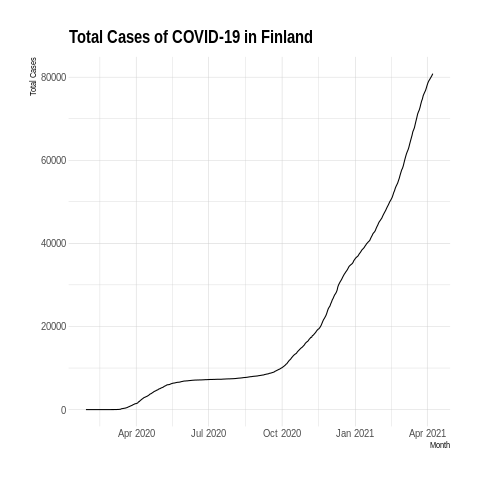 Total Cases of COVID-19 in Finland
Total Cases
80000
60000
40000
20000
0
Apr 2020 Jul 2020 Oct 2020 Jan 2021 Apr 2021
Month